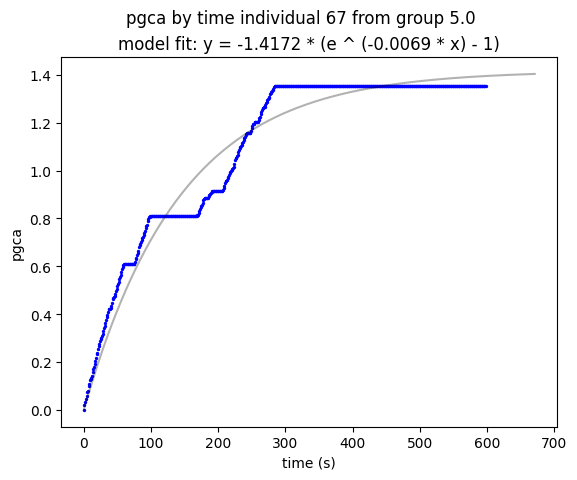 pgca by time individual 67 from group 5.0
model fit: y = -1.4172 * (e ^ (-0.0069 * x) - 1)
1.4
1.2
1.0
0.8
0.6
0.4
0.2
0.0
pgca
0 100 200 300 400 500 600 700
time (s)